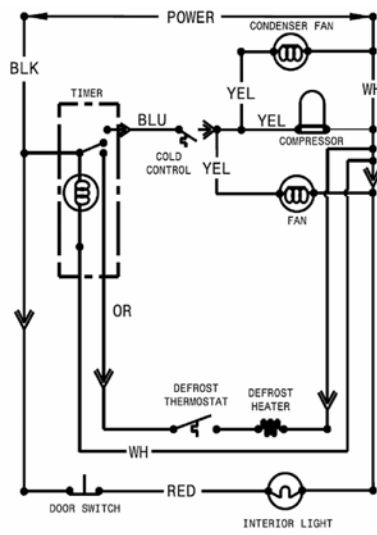 POWER
CONDENSER FAN
BLK
WH
TIMER
YEL
BLU
YEL
COMPRESSOR
COLD
CONTROL
YEL
FAN
OR
DEFROST
THERMOSTAT
DEFROST
HEATER
WH
RED
DOOR SWITCH
INTERIOR LIGHT